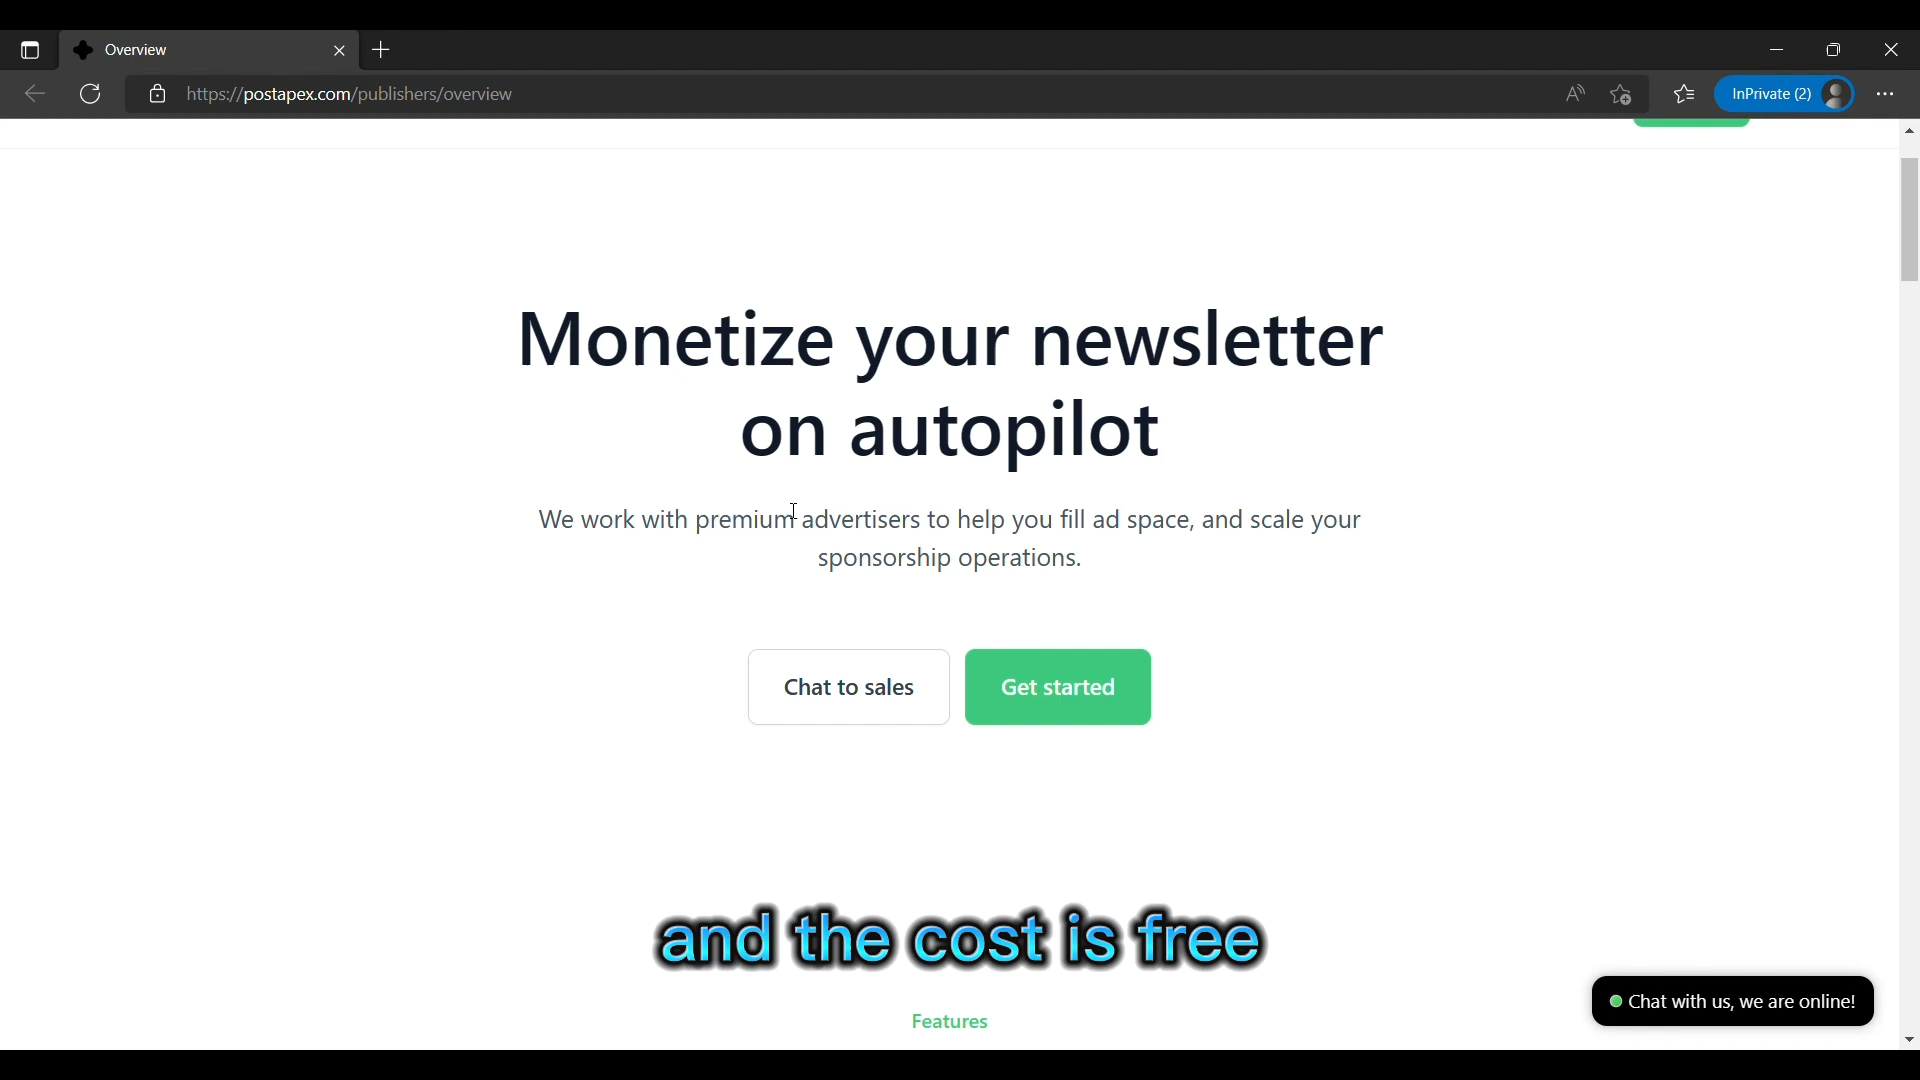 Overview
https://postapex.com/publishers/overview
InPrivate (2)
Monetize your newsletter
on autopilot
We work with premium advertisers to help you fill ad space, and scale your
sponsorship operations.
Chat to sales
Get started
and the cost is free
Chat with us, we are online!
Features